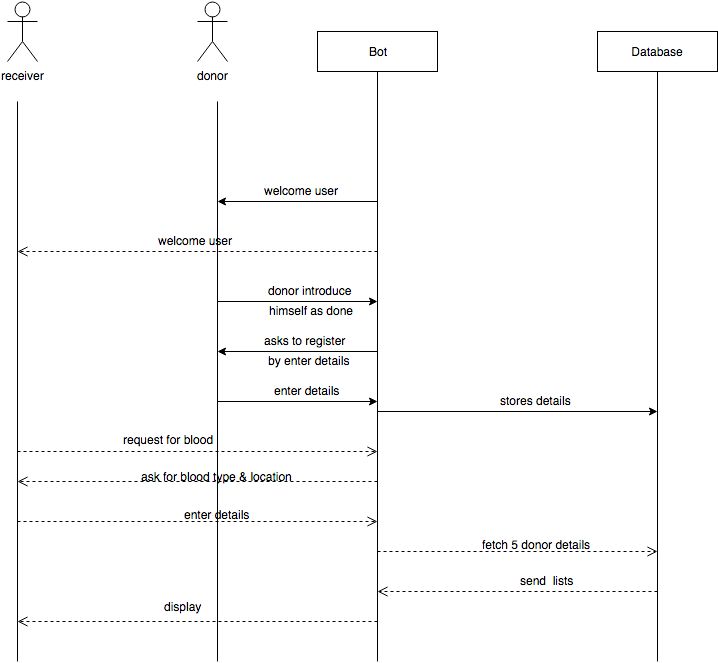 receiver
donor
Bot
Database
welcome user
welcome user
donor introduce
himself as done
asks to register
by enter details
enter details
stores details
request for blood
ask for blood type & location
enter details
fetch 5 donor details
send lists
display